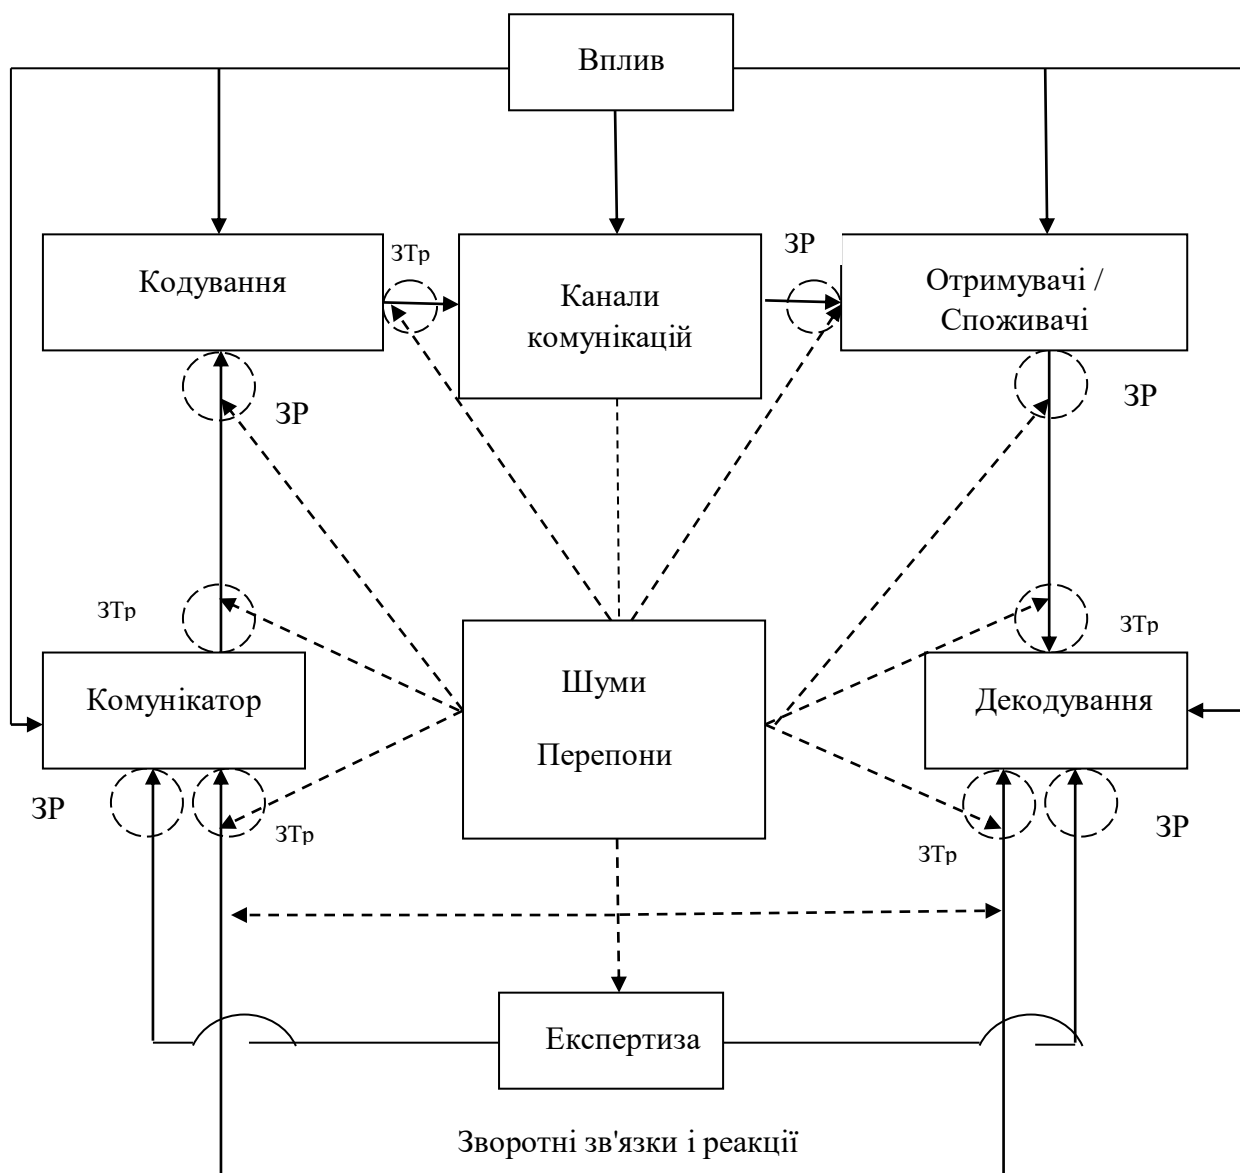 Вплив
ЗТр
ЗР
Кодування
Канали
комунікацій
Отримувачі /
Споживачі
ЗР
ЗР
ЗТр
ЗТр
Комунікатор
Шуми
Перепони
Декодування
ЗР
ЗТр
ЗТр
ЗР
Експертиза
Зворотні зв'язки і реакції